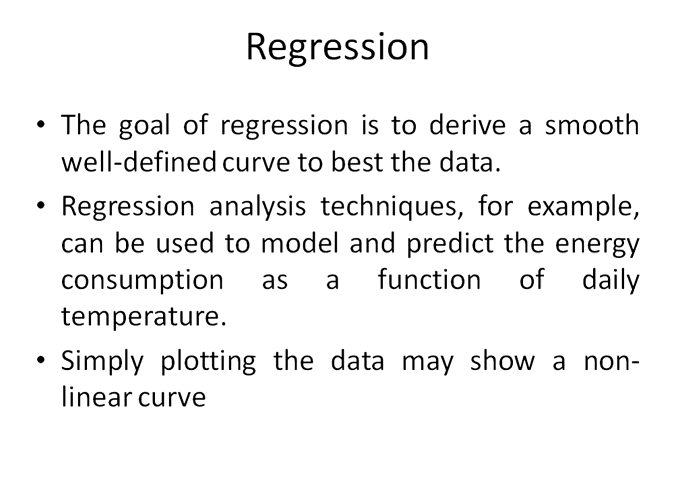 Regression
• The goal of regression is to derive a smooth
well-defined curve to best the data.
• Regression analysis techniques, for example,
can be used to model and predict the energy
consumption as a function of daily
temperature.
• Simply plotting the data may show a non-
linear curve